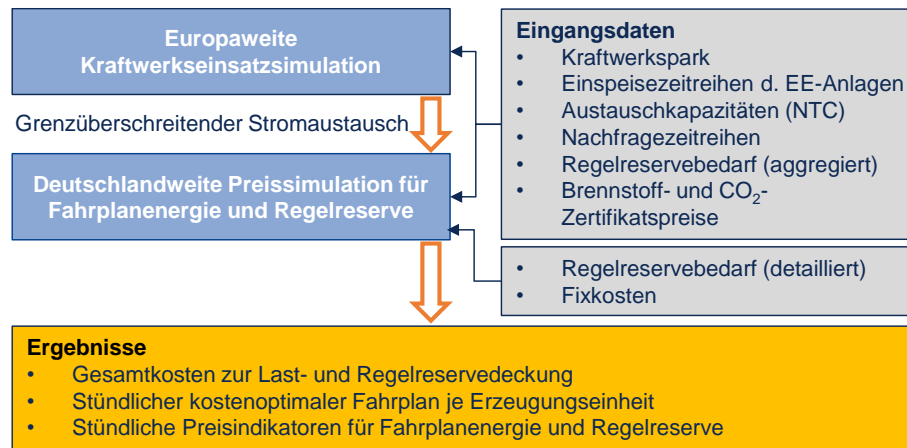 Europaweite
Kraftwerkseinsatzsimulation
Grenzüberschreitender Stromaustausch
Deutschlandweite Preissimulation für
Fahrplanenergie und Regelreserve
Eingangsdaten
• Kraftwerkspark
• Einspeisezeitreihen d. EE-Anlagen
• Austauschkapazitäten (NTC)
• Nachfragezeitreihen
• Regelreservebedarf (aggregiert)
• Brennstoff- und CO₂-
Zertifikatspreise
• Regelreservebedarf (detailliert)
• Fixkosten
Ergebnisse
• Gesamtkosten zur Last- und Regelreservedeckung
• Stündlicher kostenoptimaler Fahrplan je Erzeugungseinheit
• Stündliche Preisindikatoren für Fahrplanenergie und Regelreserve